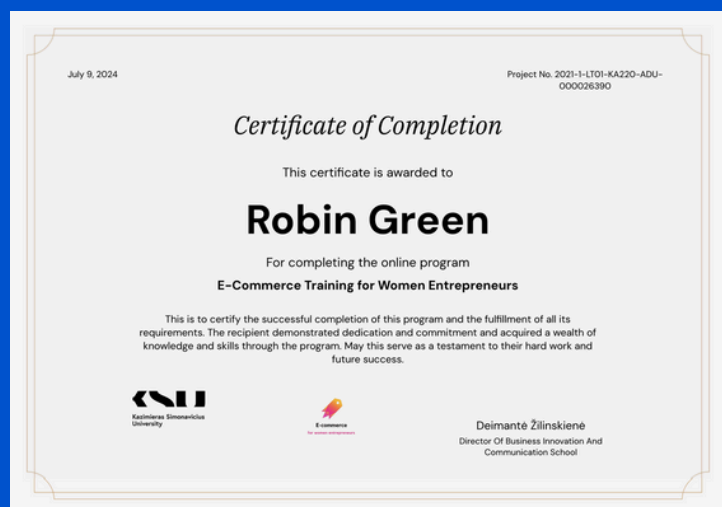 July 9, 2024
Project No. 2021-1-LT01-KA220-ADU-
000026390
Certificate of Completion
This certificate is awarded to
Robin Green
For completing the online program
E-Commerce Training for Women Entrepreneurs
This is to certify the successful completion of this program and the fulfillment of all its
requirements. The recipient demonstrated dedication and commitment and acquired a wealth of
knowledge and skills through the program. May this serve as a testament to their hard work and
future success.
KSU
Kazimieras Simonavicius
University
E-commerce
for women entrepreneurs
Deimantė Žilinskienė
Director Of Business Innovation And
Communication School